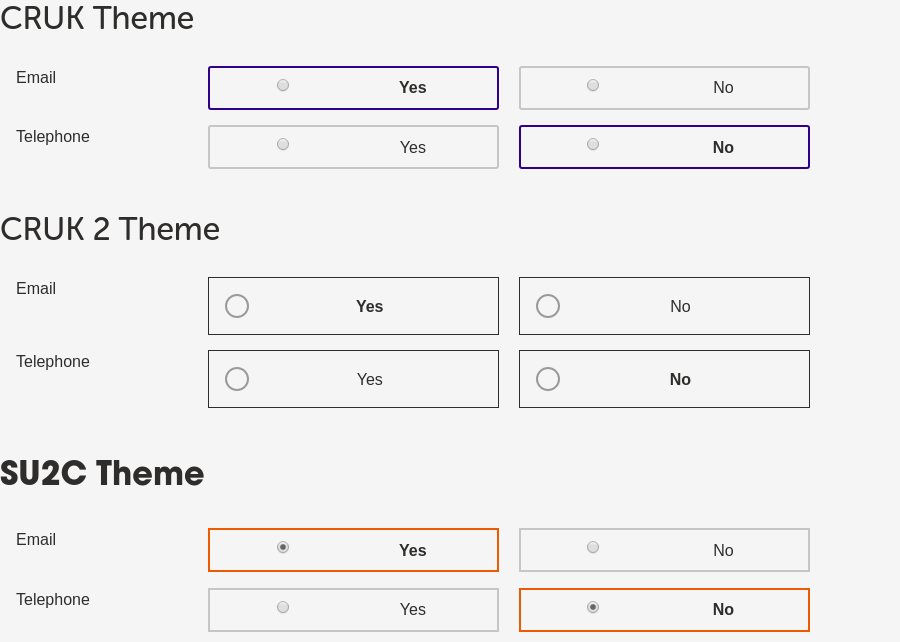 CRUK Theme
Email Yes No
Telephone Yes No
CRUK 2 Theme
Email Yes No
Telephone Yes No
SU2C Theme
Email Yes No
Telephone Yes No